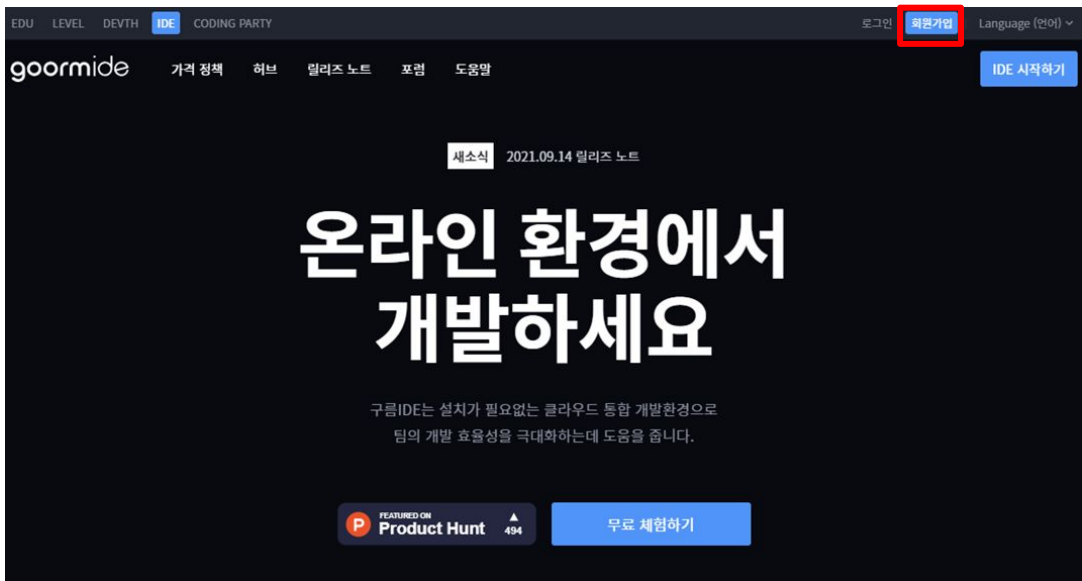 EDU LEVEL DEVTH IDE CODING PARTY 로그인 회원가입 Language (언어)
goormide 가격 정책 허브 릴리즈 노트 포럼 도움말 IDE 시작하기
새소식 2021.09.14 릴리즈 노트
온라인 환경에서
개발하세요
구름IDE는 설치가 필요없는 클라우드 통합 개발환경으로
팀의 개발 효율성을 극대화하는데 도움을 줍니다.
P FEATURED ON
Product Hunt 494
무료 체험하기